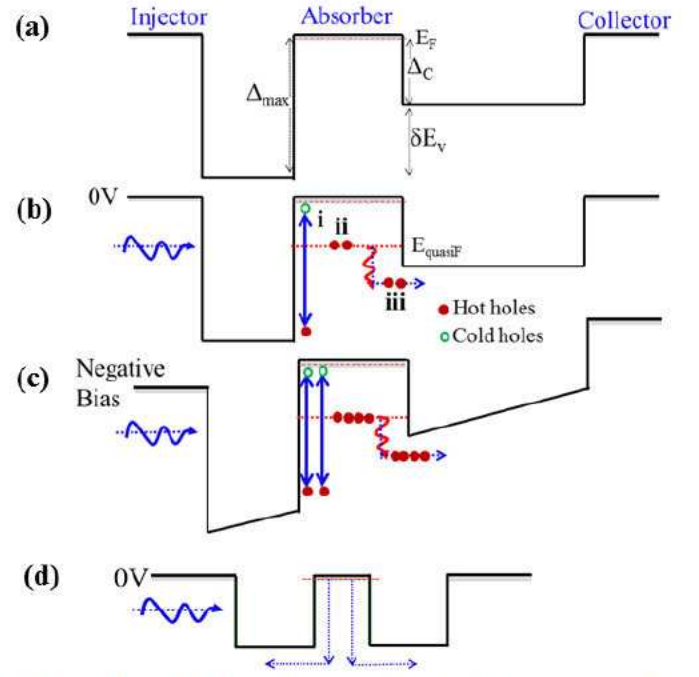 (a)
Injector
Absorber
Collector
E_F
Δ_C
Δ_max
δE_v
(b)
0V
i
ii
E_quasiF
iii
Hot holes
Cold holes
(c)
Negative
Bias
(d)
0V